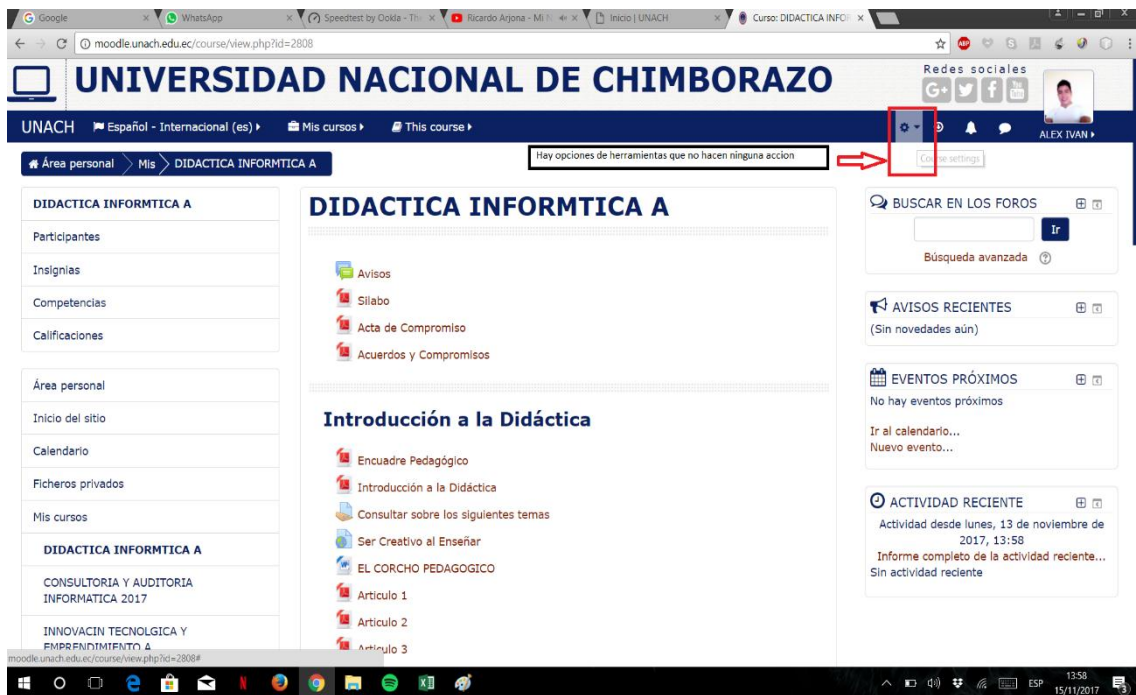 Google
WhatsApp
Speedtest by Ookla - Th
Ricardo Arjona - Mi N
Inicio | UNACH
Curso: DIDACTICA INFOR
moodle.unach.edu.ec/course/view.php?id=2808
UNIVERSIDAD NACIONAL DE CHIMBORAZO
Redes sociales
UNACH
Español - Internacional (es)
Mis cursos
This course
ALEX IVAN
Área personal
Mis
DIDACTICA INFORMTICA A
Hay opciones de herramientas que no hacen ninguna accion
Course settings
DIDACTICA INFORMTICA A
Participantes
Insignias
Competencias
Calificaciones
Área personal
Inicio del sitio
Calendario
Ficheros privados
Mis cursos
DIDACTICA INFORMTICA A
CONSULTORIA Y AUDITORIA
INFORMATICA 2017
INNOVACIN TECNOLGICA Y
EMPRENDIMIENTO A
moodle.unach.edu.ec/course/view.php?id=2808#
DIDACTICA INFORMTICA A
Avisos
Silabo
Acta de Compromiso
Acuerdos y Compromisos
Introducción a la Didáctica
Encuadre Pedagógico
Introducción a la Didáctica
Consultar sobre los siguientes temas
Ser Creativo al Enseñar
EL CORCHO PEDAGOGICO
Articulo 1
Articulo 2
Articulo 3
BUSCAR EN LOS FOROS
Ir
Búsqueda avanzada
AVISOS RECIENTES
(Sin novedades aún)
EVENTOS PRÓXIMOS
No hay eventos próximos
Ir al calendario...
Nuevo evento...
ACTIVIDAD RECIENTE
Actividad desde lunes, 13 de noviembre de
2017, 13:58
Informe completo de la actividad reciente...
Sin actividad reciente
ESP
13:58
15/11/2017